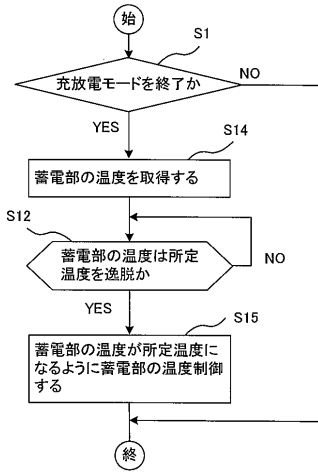 始
S1
充放電モードを終了か
NO
YES
S14
蓄電部の温度を取得する
S12
蓄電部の温度は所定
温度を逸脱か
NO
YES
S15
蓄電部の温度が所定温度に
なるように蓄電部の温度制御
する
終